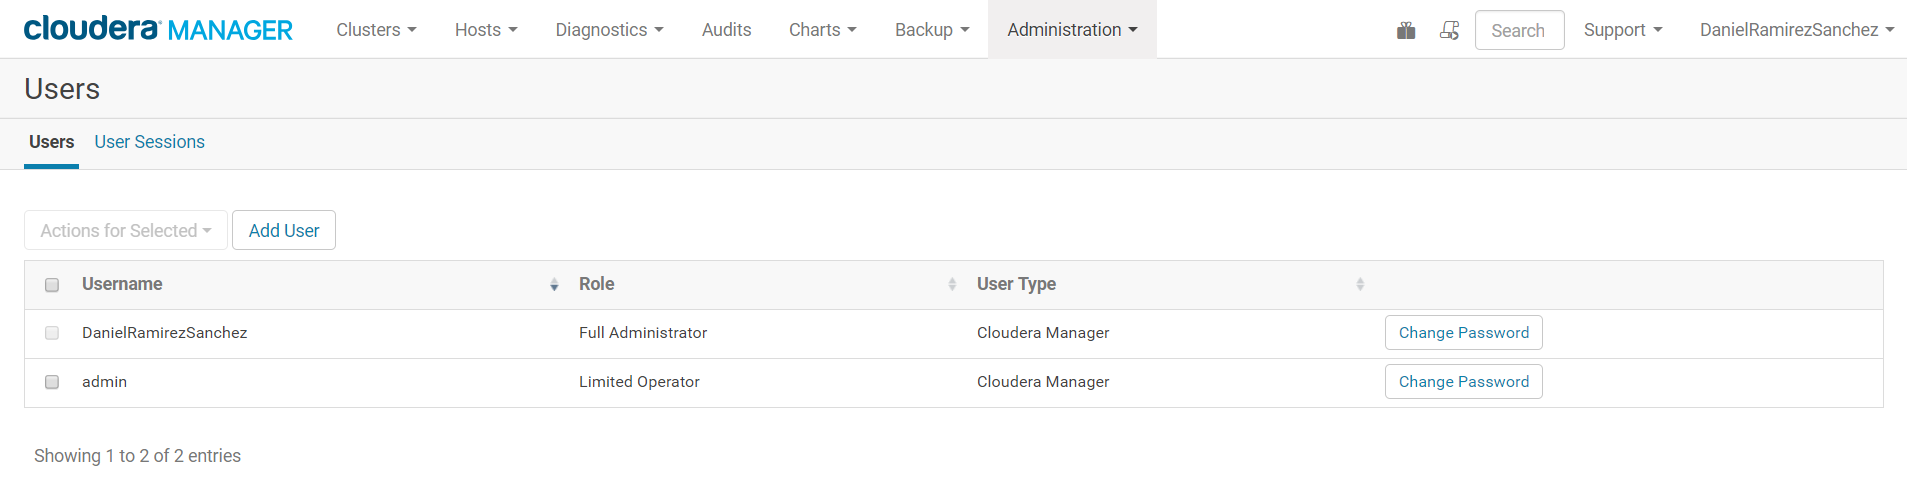 cloudera MANAGER Clusters Hosts Diagnostics Audits Charts Backup Administration Search Support DanielRamirezSanchez
Users
Users User Sessions
Actions for Selected Add User
Username Role User Type
DanielRamirezSanchez Full Administrator Cloudera Manager Change Password
admin Limited Operator Cloudera Manager Change Password
Showing 1 to 2 of 2 entries